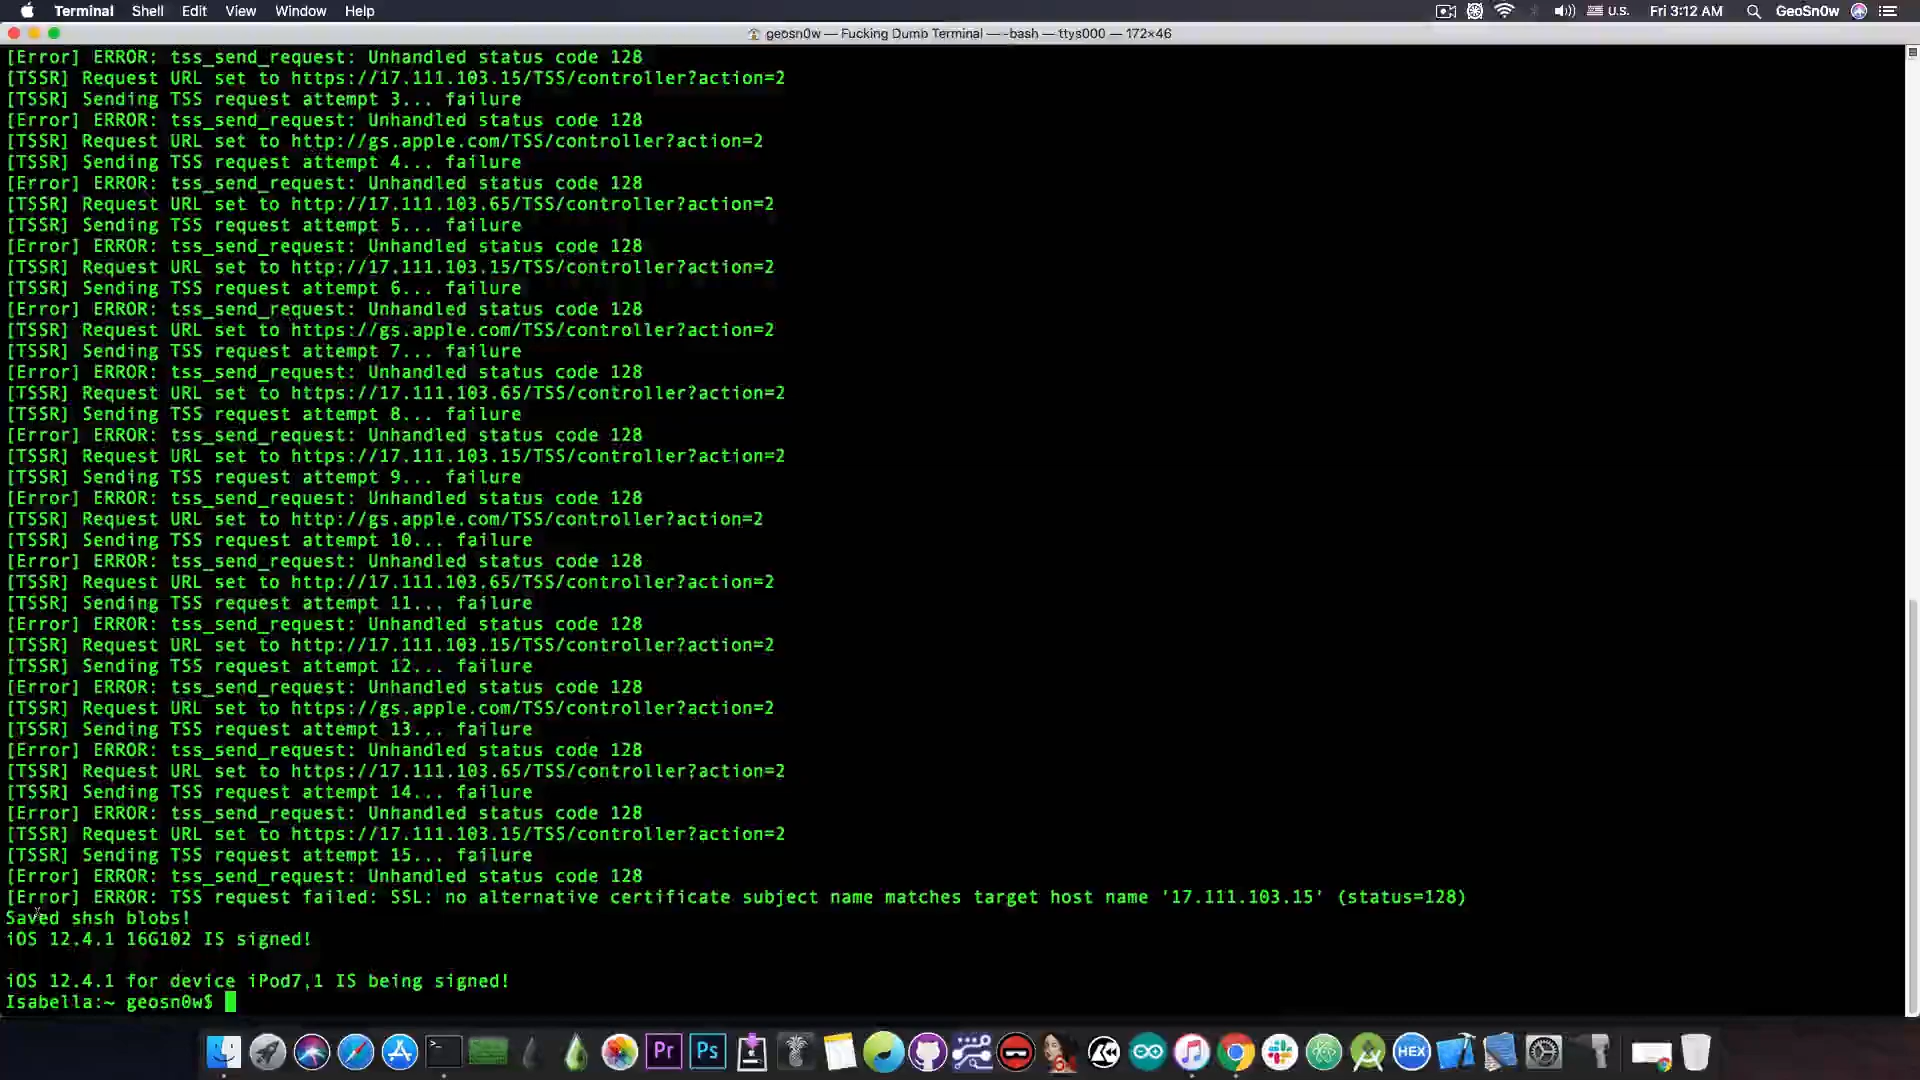 Terminal Shell Edit View Window Help U.S. Fri 3:12 AM GeoSn0w
geosn0w — Fucking Dumb Terminal — -bash — ttys000 — 172×46
[Error] ERROR: tss_send_request: Unhandled status code 128
[TSSR] Request URL set to https://17.111.103.15/TSS/controller?action=2
[TSSR] Sending TSS request attempt 3... failure
[Error] ERROR: tss_send_request: Unhandled status code 128
[TSSR] Request URL set to http://gs.apple.com/TSS/controller?action=2
[TSSR] Sending TSS request attempt 4... failure
[Error] ERROR: tss_send_request: Unhandled status code 128
[TSSR] Request URL set to http://17.111.103.65/TSS/controller?action=2
[TSSR] Sending TSS request attempt 5... failure
[Error] ERROR: tss_send_request: Unhandled status code 128
[TSSR] Request URL set to http://17.111.103.15/TSS/controller?action=2
[TSSR] Sending TSS request attempt 6... failure
[Error] ERROR: tss_send_request: Unhandled status code 128
[TSSR] Request URL set to https://gs.apple.com/TSS/controller?action=2
[TSSR] Sending TSS request attempt 7... failure
[Error] ERROR: tss_send_request: Unhandled status code 128
[TSSR] Request URL set to https://17.111.103.65/TSS/controller?action=2
[TSSR] Sending TSS request attempt 8... failure
[Error] ERROR: tss_send_request: Unhandled status code 128
[TSSR] Request URL set to https://17.111.103.15/TSS/controller?action=2
[TSSR] Sending TSS request attempt 9... failure
[Error] ERROR: tss_send_request: Unhandled status code 128
[TSSR] Request URL set to http://gs.apple.com/TSS/controller?action=2
[TSSR] Sending TSS request attempt 10... failure
[Error] ERROR: tss_send_request: Unhandled status code 128
[TSSR] Request URL set to http://17.111.103.65/TSS/controller?action=2
[TSSR] Sending TSS request attempt 11... failure
[Error] ERROR: tss_send_request: Unhandled status code 128
[TSSR] Request URL set to http://17.111.103.15/TSS/controller?action=2
[TSSR] Sending TSS request attempt 12... failure
[Error] ERROR: tss_send_request: Unhandled status code 128
[TSSR] Request URL set to https://gs.apple.com/TSS/controller?action=2
[TSSR] Sending TSS request attempt 13... failure
[Error] ERROR: tss_send_request: Unhandled status code 128
[TSSR] Request URL set to https://17.111.103.65/TSS/controller?action=2
[TSSR] Sending TSS request attempt 14... failure
[Error] ERROR: tss_send_request: Unhandled status code 128
[TSSR] Request URL set to https://17.111.103.15/TSS/controller?action=2
[TSSR] Sending TSS request attempt 15... failure
[Error] ERROR: tss_send_request: Unhandled status code 128
[Error] ERROR: TSS request failed: SSL: no alternative certificate subject name matches target host name '17.111.103.15' (status=128)
Saved shsh blobs!
iOS 12.4.1 16G102 IS signed!
iOS 12.4.1 for device iPod7,1 IS being signed!
Isabella:~ geosn0w$
Pr Ps HEX